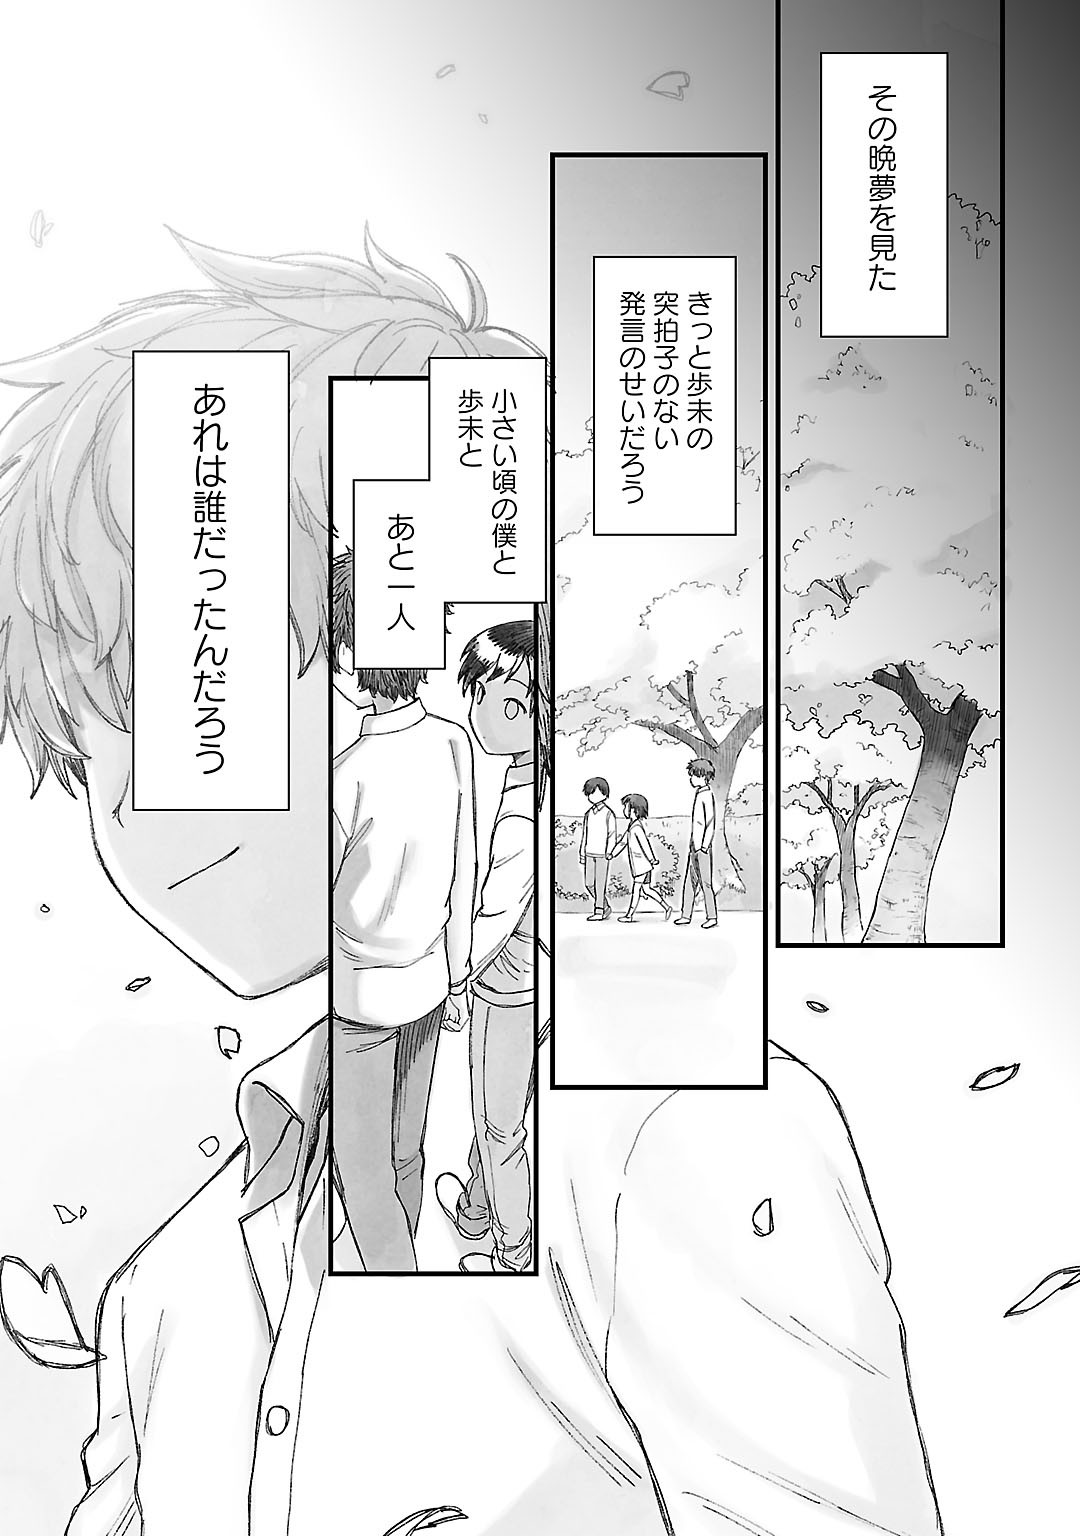 その晩夢を見た
きっと歩未の
突拍子のない
発言のせいだろう
小さい頃の僕と
歩未と
あと一人
あれは誰だったんだろう